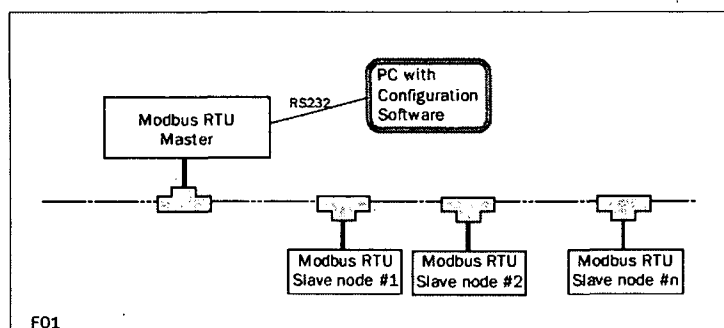 PC with
Configuration
Software
RS232
Modbus RTU
Master
Modbus RTU
Slave node #1
Modbus RTU
Slave node #2
Modbus RTU
Slave node #n
F01